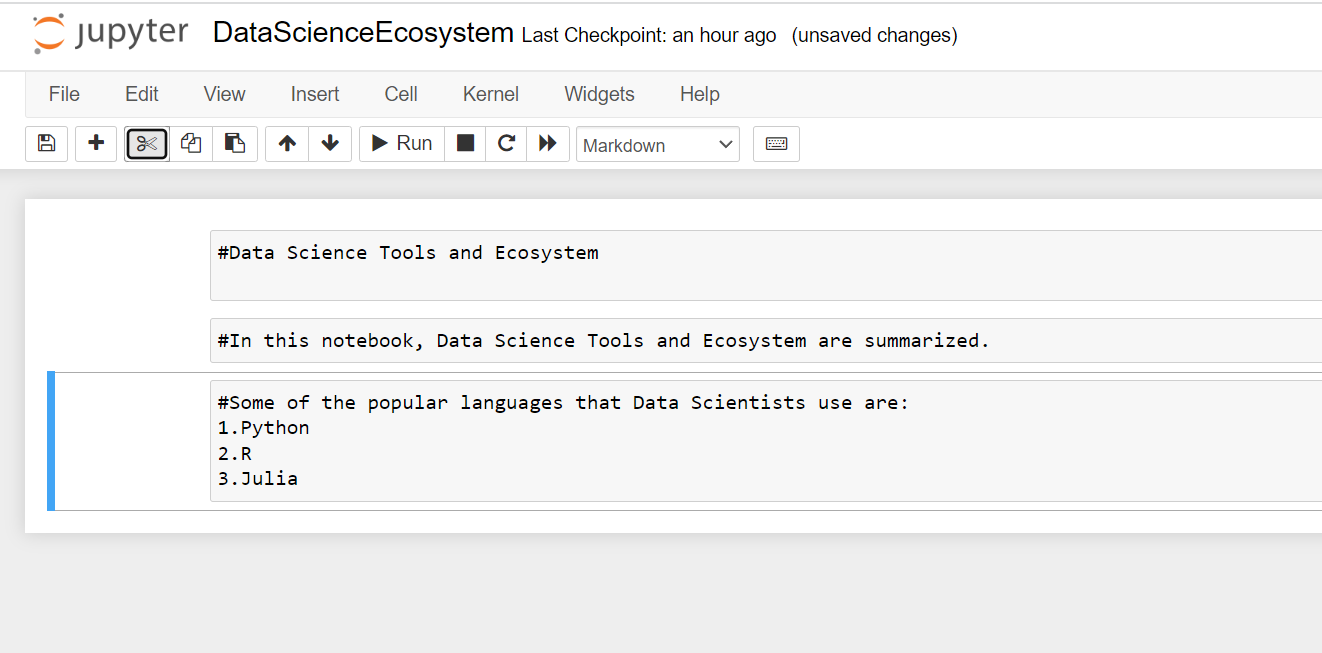 jupyter DataScienceEcosystem Last Checkpoint: an hour ago (unsaved changes)
File Edit View Insert Cell Kernel Widgets Help
Run Markdown
#Data Science Tools and Ecosystem
#In this notebook, Data Science Tools and Ecosystem are summarized.
#Some of the popular languages that Data Scientists use are:
1.Python
2.R
3.Julia